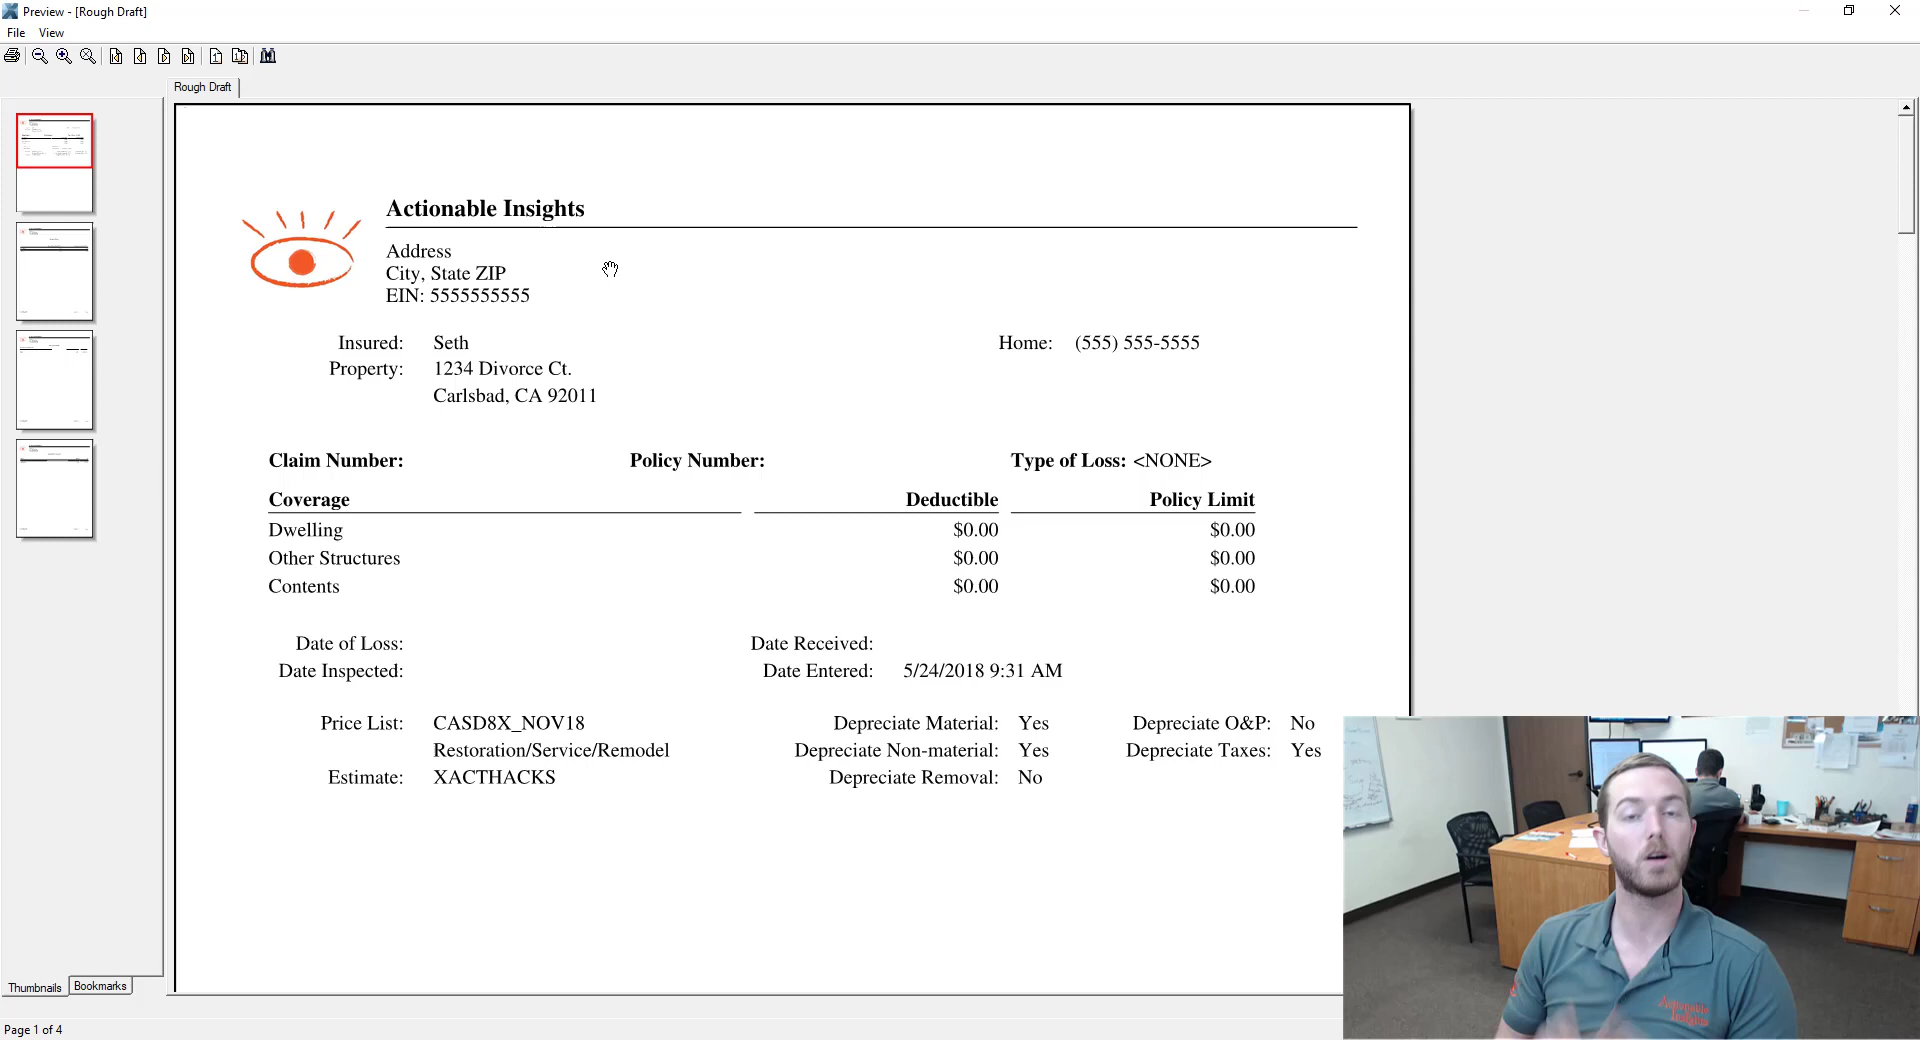 Preview - [Rough Draft]
File View
Rough Draft
Actionable Insights
Address
City, State ZIP
EIN: 5555555555
Insured: Seth Home: (555) 555-5555
Property: 1234 Divorce Ct.
Carlsbad, CA 92011
Claim Number: Policy Number: Type of Loss: <NONE>
Coverage Deductible Policy Limit
Dwelling $0.00 $0.00
Other Structures $0.00 $0.00
Contents $0.00 $0.00
Date of Loss: Date Received:
Date Inspected: Date Entered: 5/24/2018 9:31 AM
Price List: CASD8X_NOV18 Depreciate Material: Yes Depreciate O&P: No
Restoration/Service/Remodel Depreciate Non-material: Yes Depreciate Taxes: Yes
Estimate: XACTHACKS Depreciate Removal: No
Actionable
Insights
Thumbnails Bookmarks
Page 1 of 4